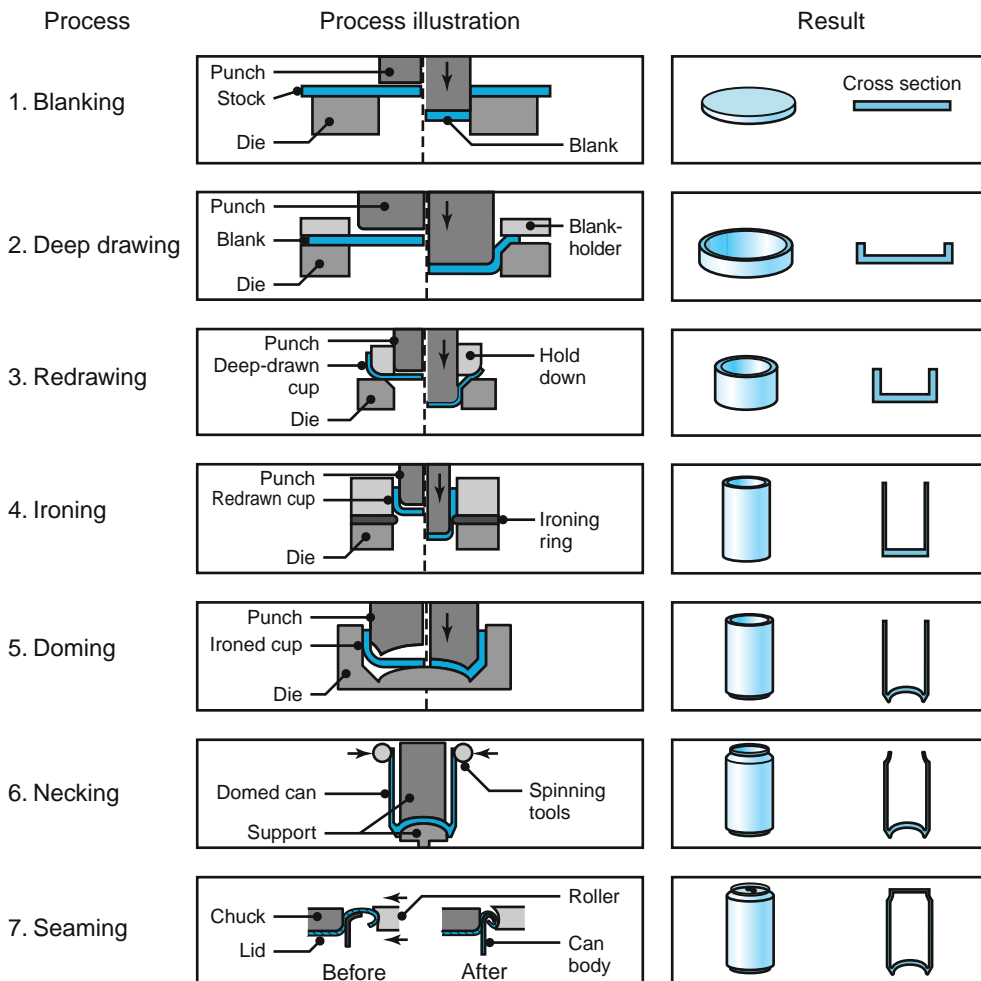 Process
Process illustration
Result
1. Blanking
Punch
Stock
Die
Blank
Cross section
2. Deep drawing
Punch
Blank
Die
Blank-
holder
3. Redrawing
Punch
Deep-drawn
cup
Die
Hold
down
4. Ironing
Punch
Redrawn cup
Die
Ironing
ring
5. Doming
Punch
Ironed cup
Die
6. Necking
Domed can
Support
Spinning
tools
7. Seaming
Chuck
Lid
Before
After
Roller
Can
body